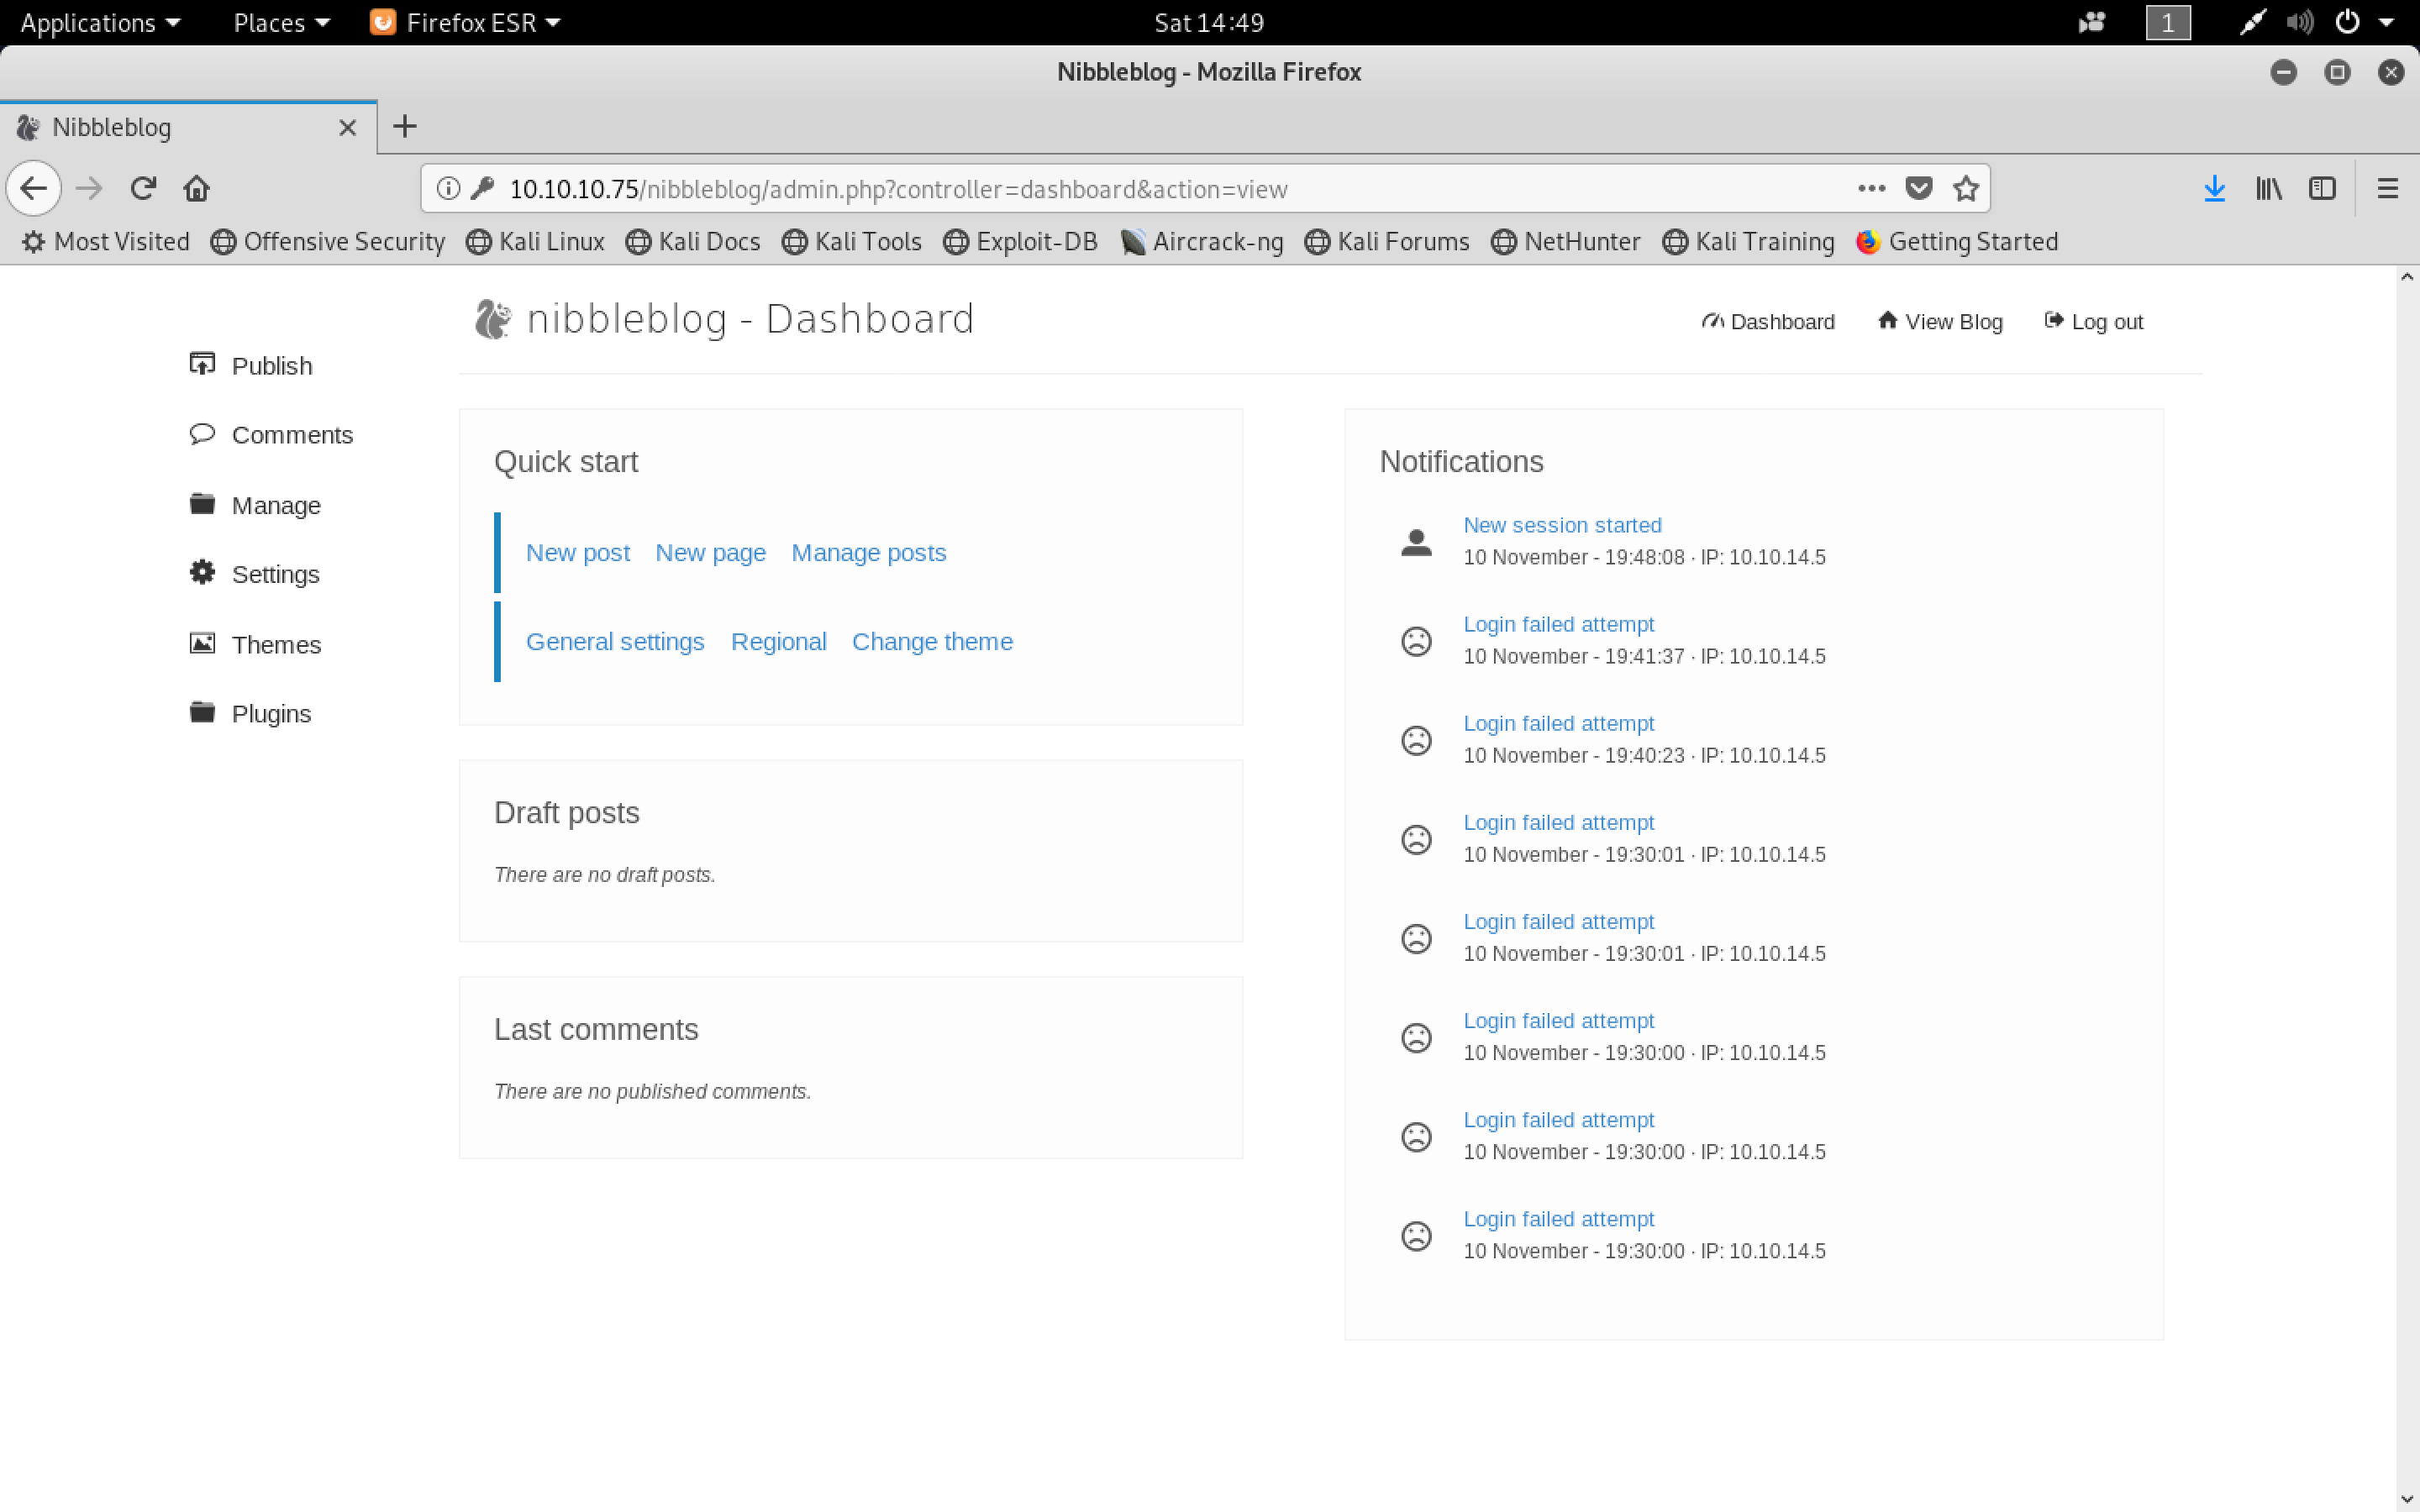 Applications Places Firefox ESR Sat 14:49 1
Nibbleblog - Mozilla Firefox
Nibbleblog
10.10.10.75/nibbleblog/admin.php?controller=dashboard&action=view
Most Visited Offensive Security Kali Linux Kali Docs Kali Tools Exploit-DB Aircrack-ng Kali Forums NetHunter Kali Training Getting Started
nibbleblog - Dashboard
Dashboard View Blog Log out
Publish
Comments
Manage
Settings
Themes
Plugins
Quick start
New post New page Manage posts
General settings Regional Change theme
Draft posts
There are no draft posts.
Last comments
There are no published comments.
Notifications
New session started
10 November - 19:48:08 · IP: 10.10.14.5
Login failed attempt
10 November - 19:41:37 · IP: 10.10.14.5
Login failed attempt
10 November - 19:40:23 · IP: 10.10.14.5
Login failed attempt
10 November - 19:30:01 · IP: 10.10.14.5
Login failed attempt
10 November - 19:30:01 · IP: 10.10.14.5
Login failed attempt
10 November - 19:30:00 · IP: 10.10.14.5
Login failed attempt
10 November - 19:30:00 · IP: 10.10.14.5
Login failed attempt
10 November - 19:30:00 · IP: 10.10.14.5